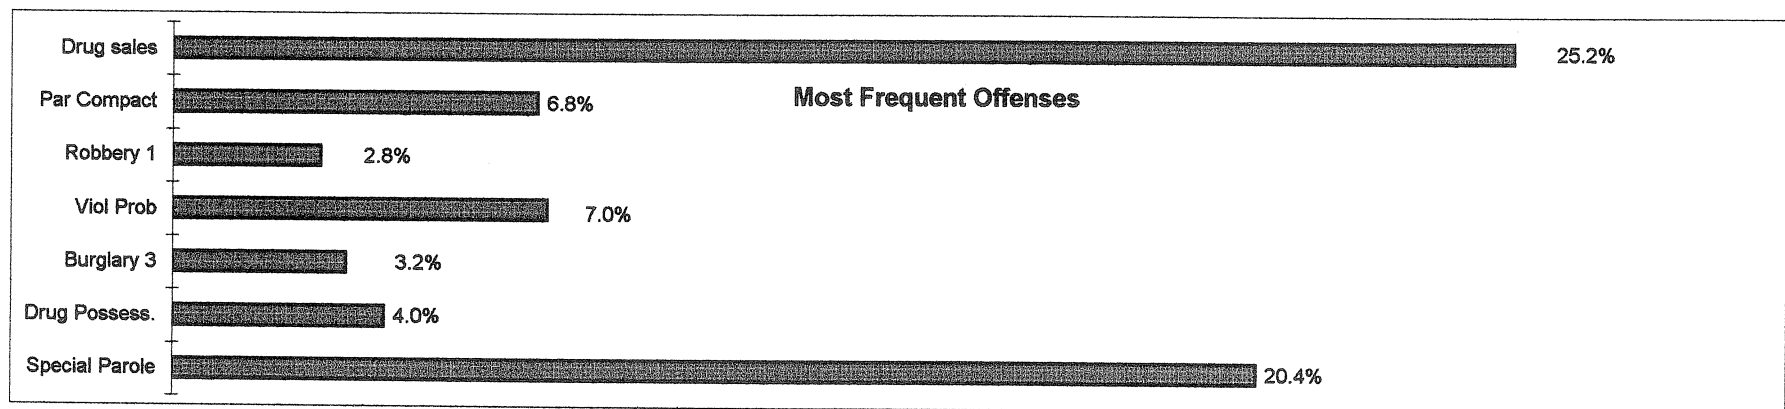 Drug sales 25.2%
Most Frequent Offenses
Par Compact 6.8%
Robbery 1 2.8%
Viol Prob 7.0%
Burglary 3 3.2%
Drug Possess. 4.0%
Special Parole 20.4%